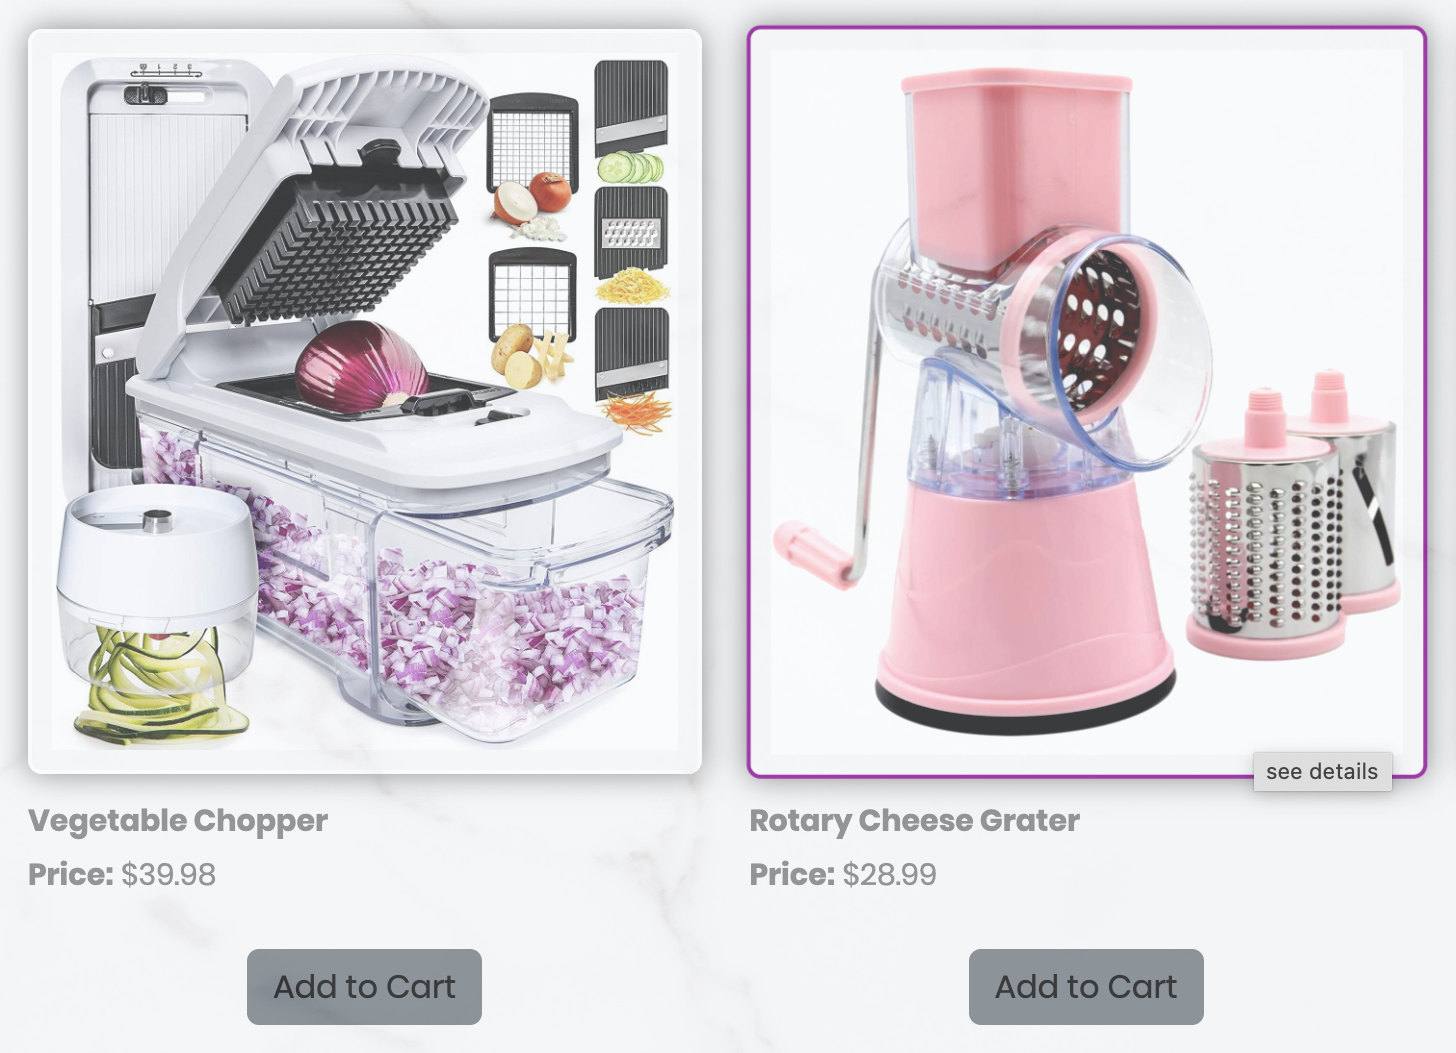 see details
Vegetable Chopper
Rotary Cheese Grater
Price: $39.98
Price: $28.99
Add to Cart
Add to Cart